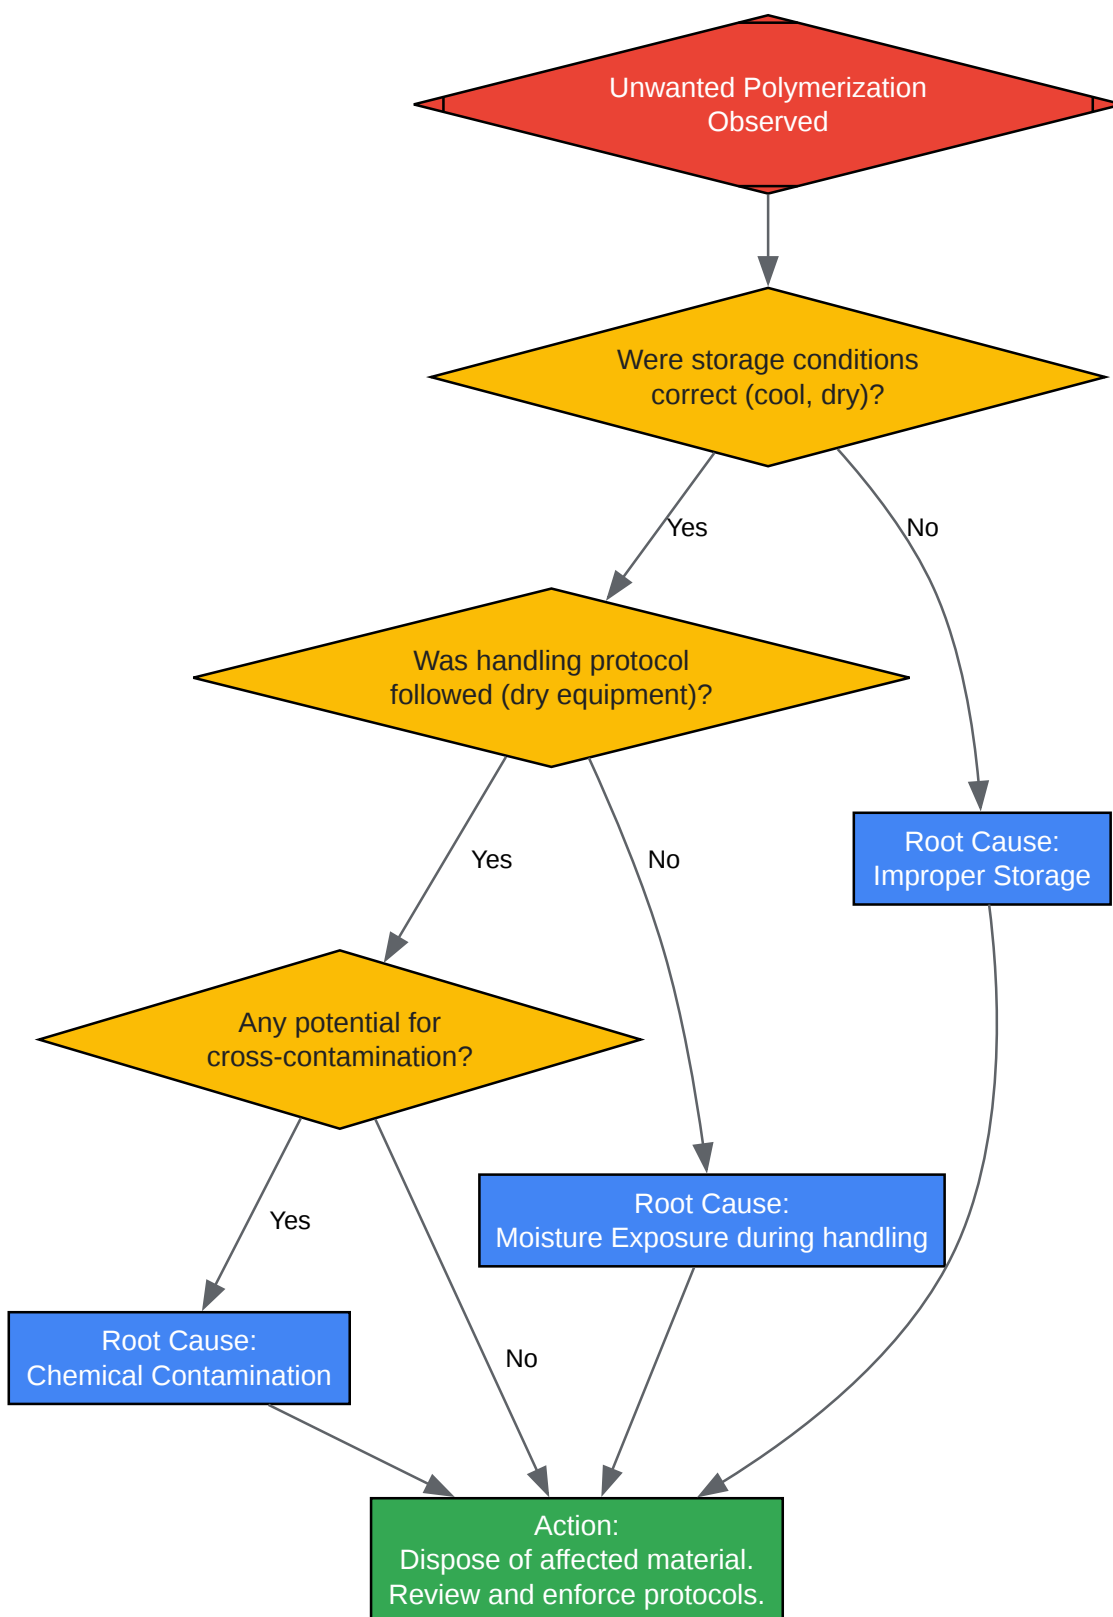 Unwanted Polymerization
Observed
Were storage conditions
correct (cool, dry)?
Yes
No
Was handling protocol
followed (dry equipment)?
Root Cause:
Improper Storage
Yes
No
Any potential for
cross-contamination?
Root Cause:
Moisture Exposure during handling
Yes
No
Root Cause:
Chemical Contamination
Action:
Dispose of affected material.
Review and enforce protocols.